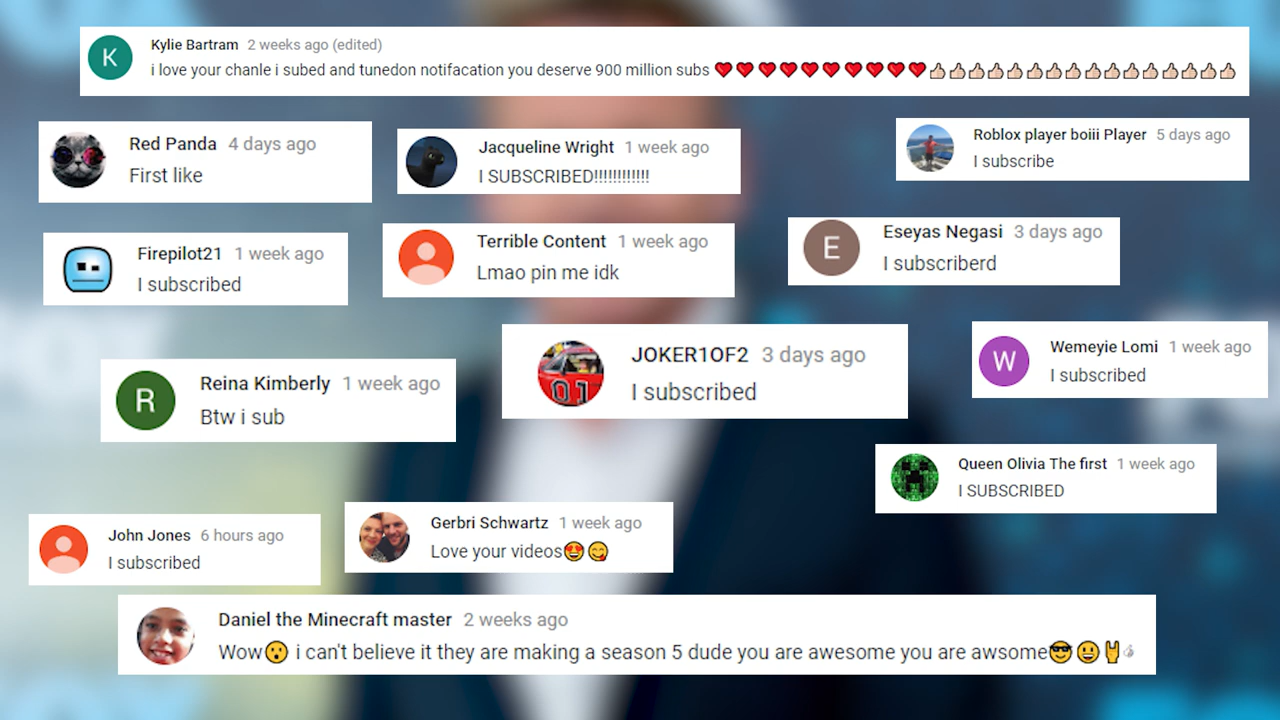 Kylie Bartram 2 weeks ago (edited)
i love your chanle i subed and tunedon notifacation you deserve 900 million subs ❤❤❤❤❤❤❤❤❤❤👍🏻👍🏻👍🏻👍🏻👍🏻👍🏻👍🏻👍🏻👍🏻👍🏻👍🏻👍🏻👍🏻👍🏻👍🏻👍🏻
K
Red Panda 4 days ago
First like
Jacqueline Wright 1 week ago
I SUBSCRIBED!!!!!!!!!!!!
Roblox player boiii Player 5 days ago
I subscribe
Firepilot21 1 week ago
I subscribed
Terrible Content 1 week ago
Lmao pin me idk
E
Eseyas Negasi 3 days ago
I subscriberd
R
Reina Kimberly 1 week ago
Btw i sub
01
JOKER1OF2 3 days ago
I subscribed
W
Wemeyie Lomi 1 week ago
I subscribed
Queen Olivia The first 1 week ago
I SUBSCRIBED
John Jones 6 hours ago
I subscribed
Gerbri Schwartz 1 week ago
Love your videos😍😋
Daniel the Minecraft master 2 weeks ago
Wow😮 i can't believe it they are making a season 5 dude you are awesome you are awsome😎😃🤘💣